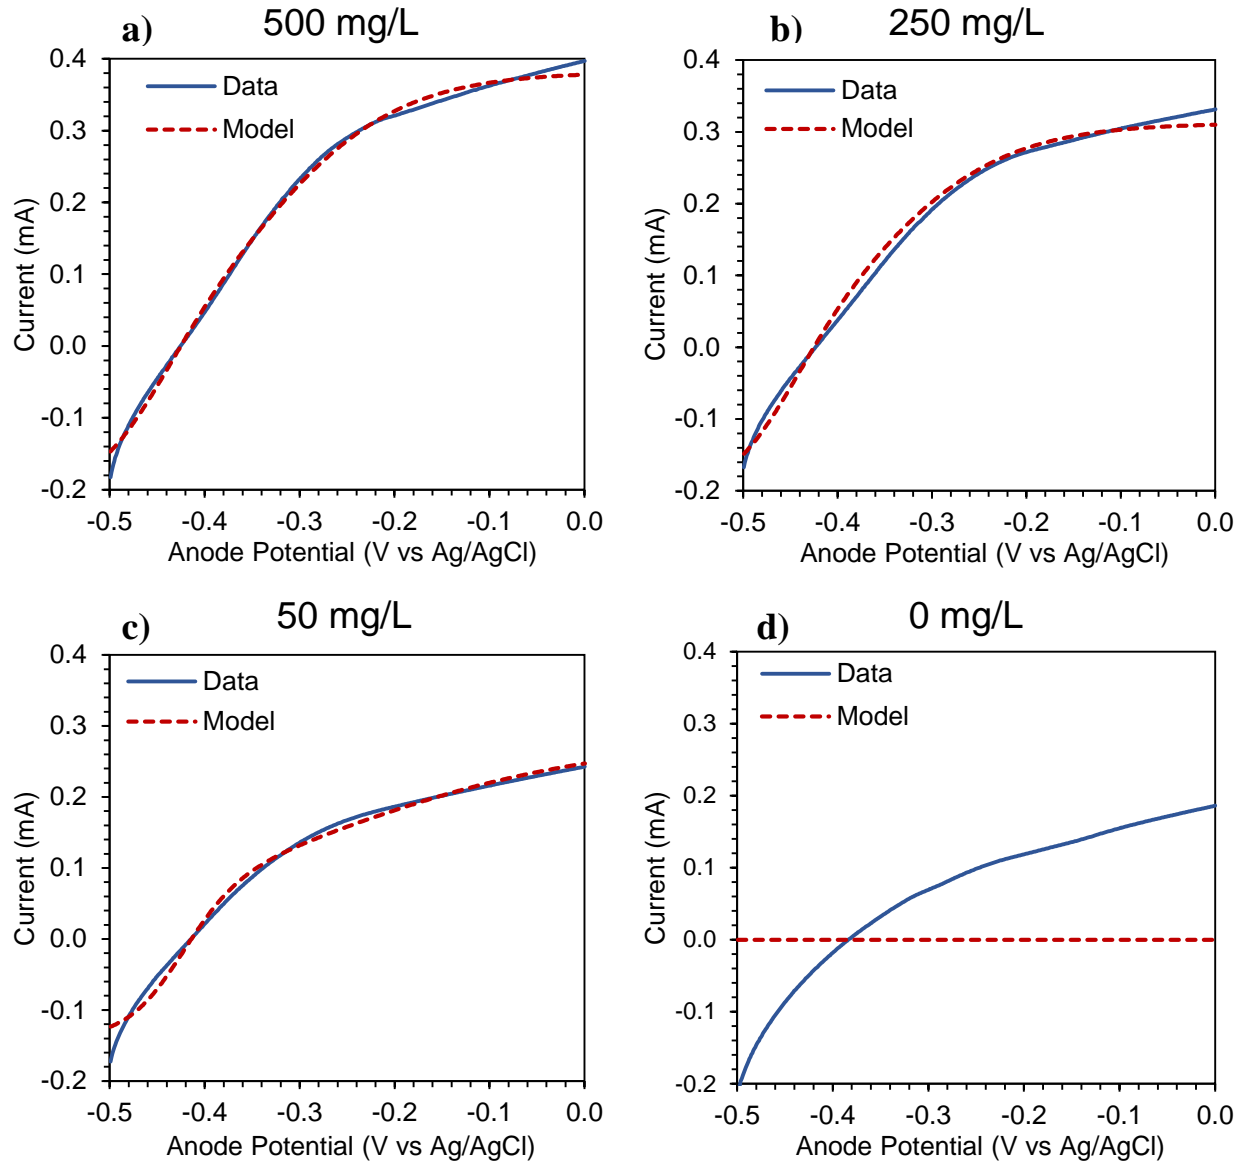 a) 500 mg/L
Data
Model
0.4
0.3
0.2
0.1
0.0
-0.1
-0.2
Current (mA)
-0.5 -0.4 -0.3 -0.2 -0.1 0.0
Anode Potential (V vs Ag/AgCl)
b) 250 mg/L
Data
Model
0.4
0.3
0.2
0.1
0.0
-0.1
-0.2
Current (mA)
-0.5 -0.4 -0.3 -0.2 -0.1 0.0
Anode Potential (V vs Ag/AgCl)
c) 50 mg/L
Data
Model
0.4
0.3
0.2
0.1
0.0
-0.1
-0.2
Current (mA)
-0.5 -0.4 -0.3 -0.2 -0.1 0.0
Anode Potential (V vs Ag/AgCl)
d) 0 mg/L
Data
Model
0.4
0.3
0.2
0.1
0.0
-0.1
-0.2
Current (mA)
-0.5 -0.4 -0.3 -0.2 -0.1 0.0
Anode Potential (V vs Ag/AgCl)